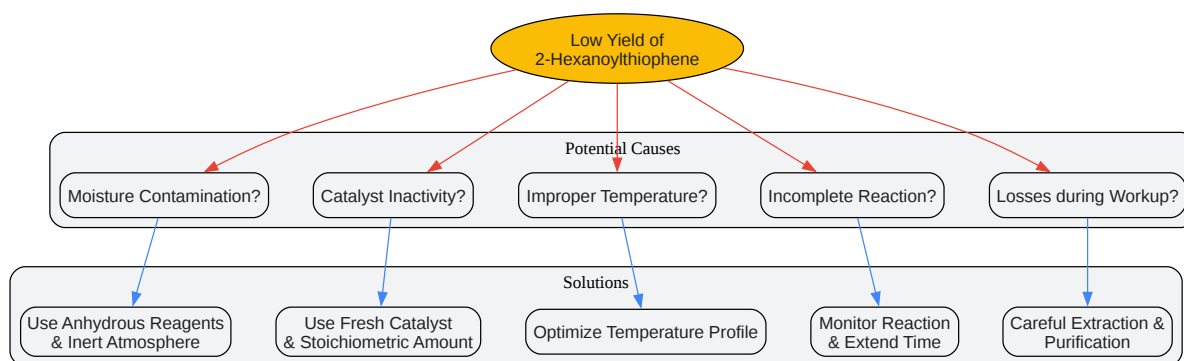 Low Yield of
2-Hexanoylthiophene
Potential Causes
Moisture Contamination?
Catalyst Inactivity?
Improper Temperature?
Incomplete Reaction?
Losses during Workup?
Solutions
Use Anhydrous Reagents
& Inert Atmosphere
Use Fresh Catalyst
& Stoichiometric Amount
Optimize Temperature Profile
Monitor Reaction
& Extend Time
Careful Extraction &
Purification